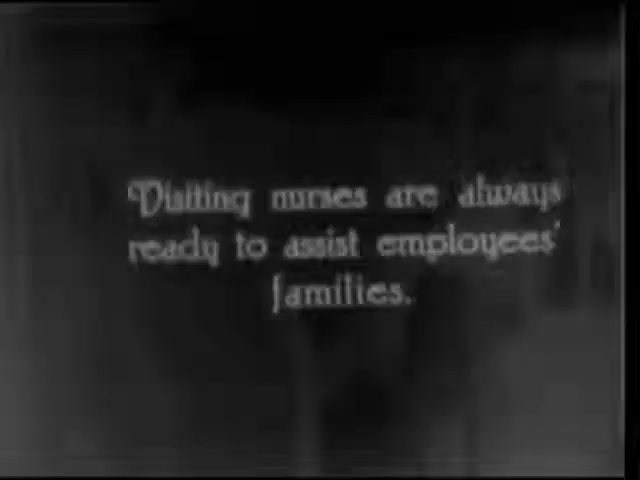 Visiting nurses are always
ready to assist employees'
families.